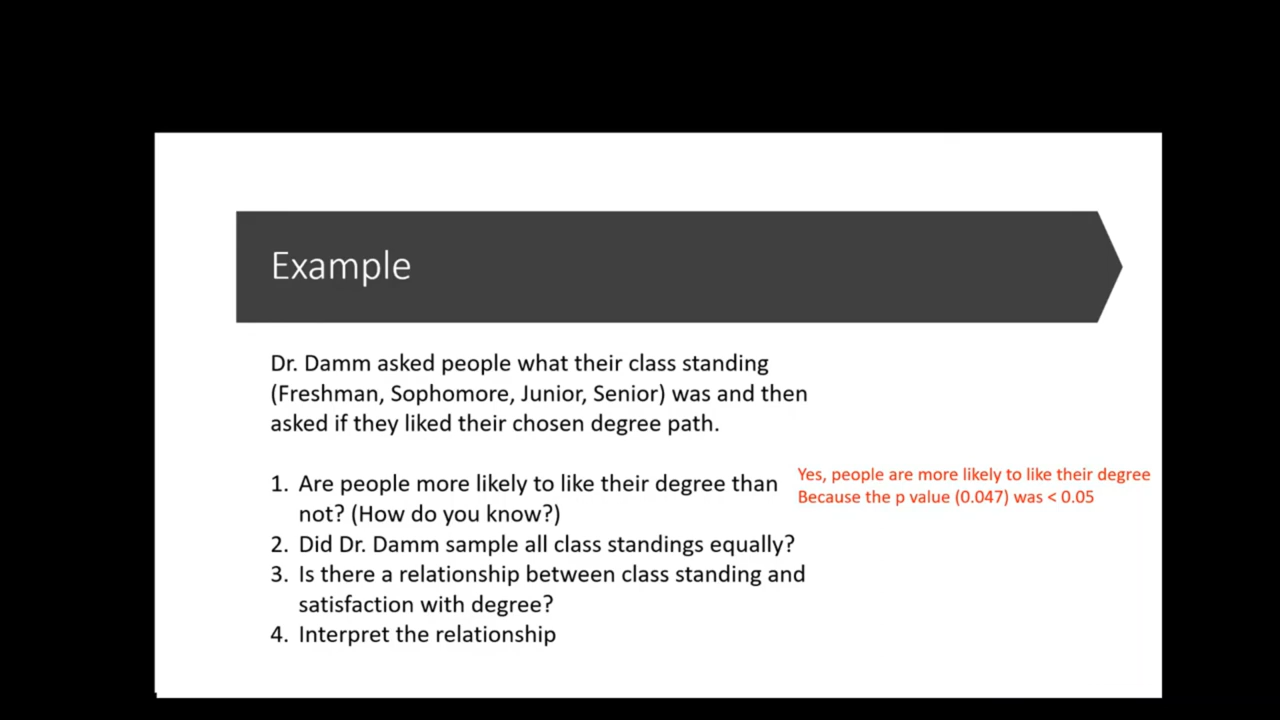 Example
Dr. Damm asked people what their class standing
(Freshman, Sophomore, Junior, Senior) was and then
asked if they liked their chosen degree path.
1. Are people more likely to like their degree than
not? (How do you know?)
Yes, people are more likely to like their degree
Because the p value (0.047) was < 0.05
2. Did Dr. Damm sample all class standings equally?
3. Is there a relationship between class standing and
satisfaction with degree?
4. Interpret the relationship